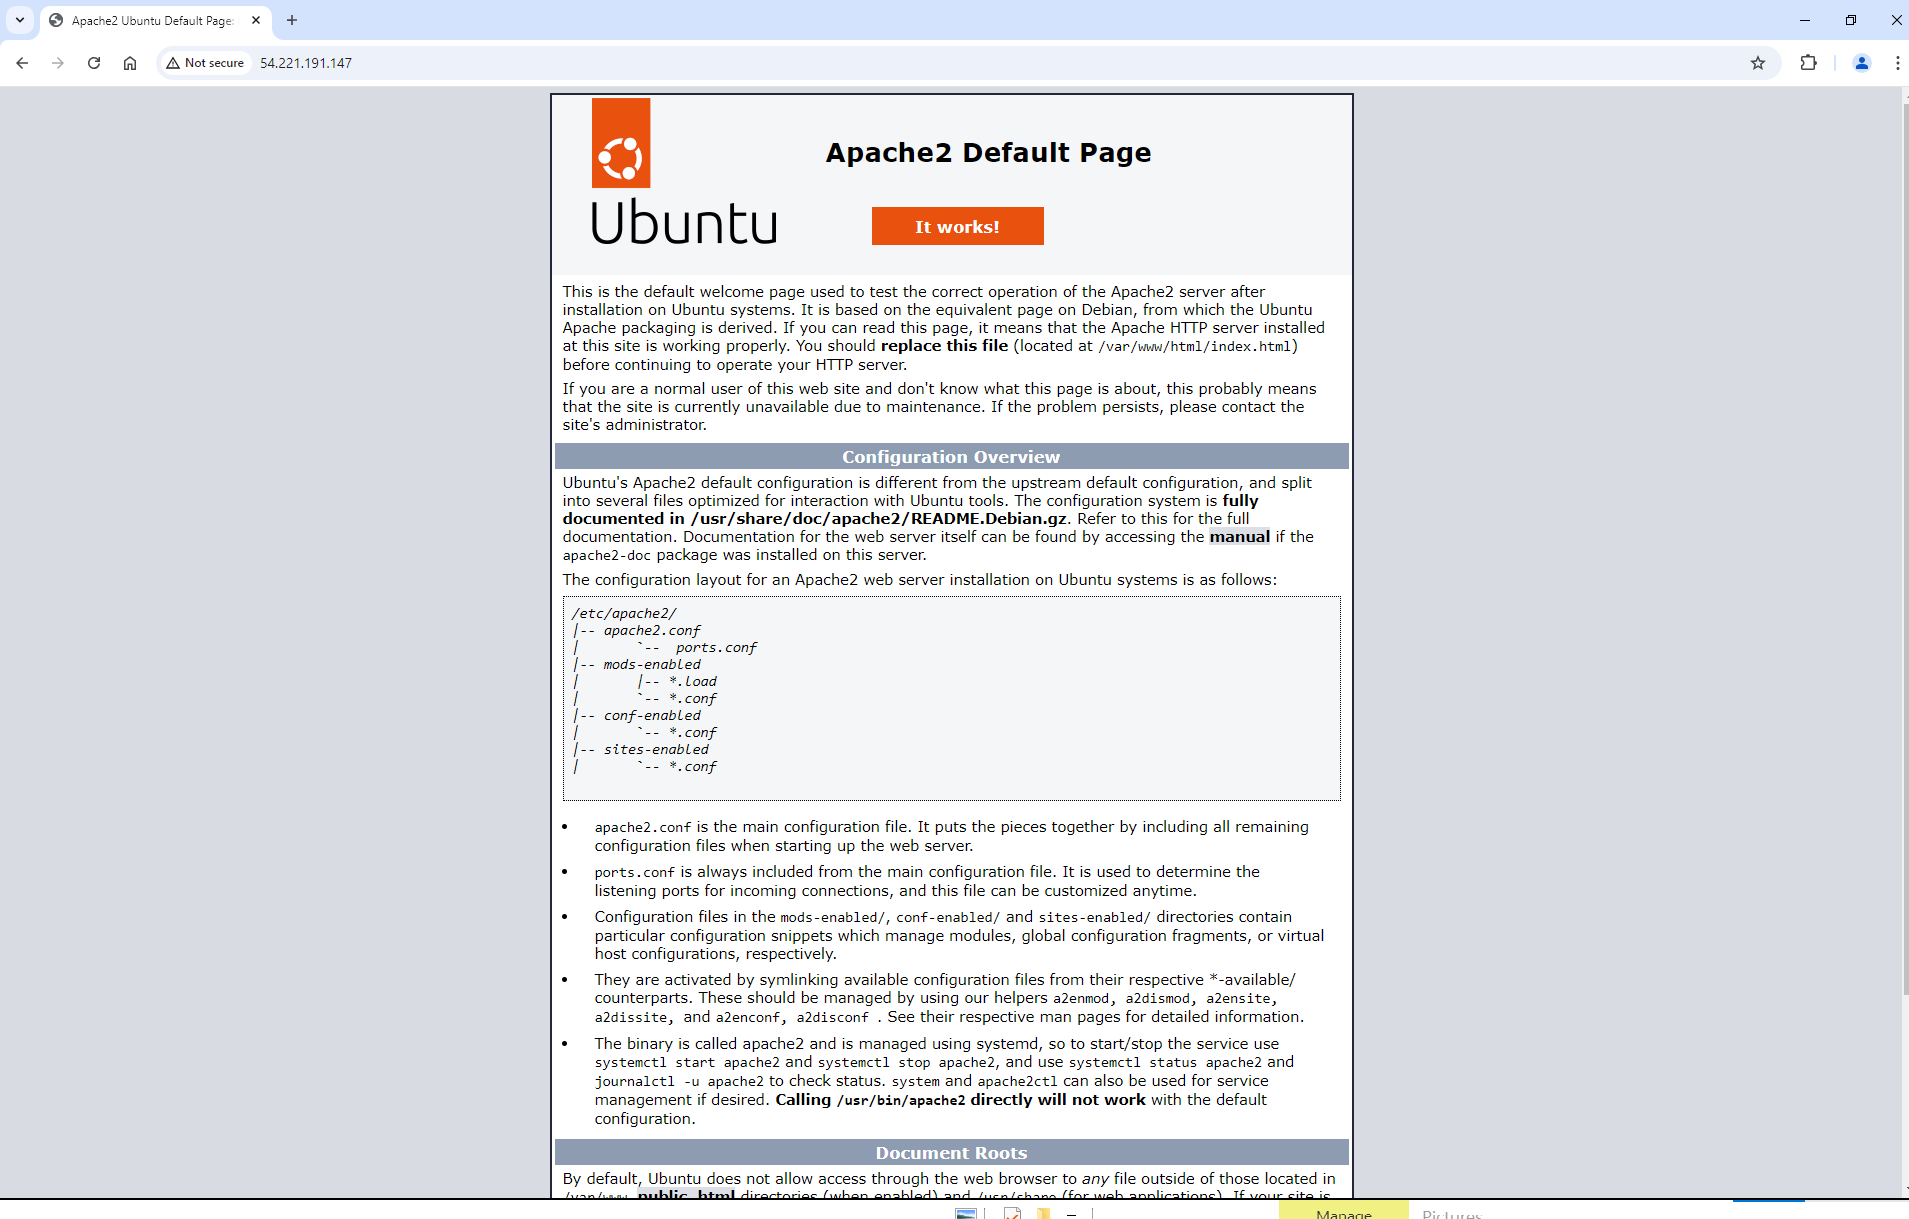 Apache2 Ubuntu Default Page:
Not secure 54.221.191.147
Apache2 Default Page
Ubuntu
It works!
This is the default welcome page used to test the correct operation of the Apache2 server after
installation on Ubuntu systems. It is based on the equivalent page on Debian, from which the Ubuntu
Apache packaging is derived. If you can read this page, it means that the Apache HTTP server installed
at this site is working properly. You should replace this file (located at /var/www/html/index.html)
before continuing to operate your HTTP server.
If you are a normal user of this web site and don't know what this page is about, this probably means
that the site is currently unavailable due to maintenance. If the problem persists, please contact the
site's administrator.
Configuration Overview
Ubuntu's Apache2 default configuration is different from the upstream default configuration, and split
into several files optimized for interaction with Ubuntu tools. The configuration system is fully
documented in /usr/share/doc/apache2/README.Debian.gz. Refer to this for the full
documentation. Documentation for the web server itself can be found by accessing the manual if the
apache2-doc package was installed on this server.
The configuration layout for an Apache2 web server installation on Ubuntu systems is as follows:
/etc/apache2/
|-- apache2.conf
|       `--  ports.conf
|-- mods-enabled
|       |-- *.load
|       `-- *.conf
|-- conf-enabled
|       `-- *.conf
|-- sites-enabled
|       `-- *.conf
• apache2.conf is the main configuration file. It puts the pieces together by including all remaining
configuration files when starting up the web server.
• ports.conf is always included from the main configuration file. It is used to determine the
listening ports for incoming connections, and this file can be customized anytime.
• Configuration files in the mods-enabled/, conf-enabled/ and sites-enabled/ directories contain
particular configuration snippets which manage modules, global configuration fragments, or virtual
host configurations, respectively.
• They are activated by symlinking available configuration files from their respective *-available/
counterparts. These should be managed by using our helpers a2enmod, a2dismod, a2ensite,
a2dissite, and a2enconf, a2disconf . See their respective man pages for detailed information.
• The binary is called apache2 and is managed using systemd, so to start/stop the service use
systemctl start apache2 and systemctl stop apache2, and use systemctl status apache2 and
journalctl -u apache2 to check status. system and apache2ctl can also be used for service
management if desired. Calling /usr/bin/apache2 directly will not work with the default
configuration.
Document Roots
By default, Ubuntu does not allow access through the web browser to any file outside of those located in
/var/www, public_html directories (when enabled) and /usr/share (for web applications). If your site is
Manage Pictures